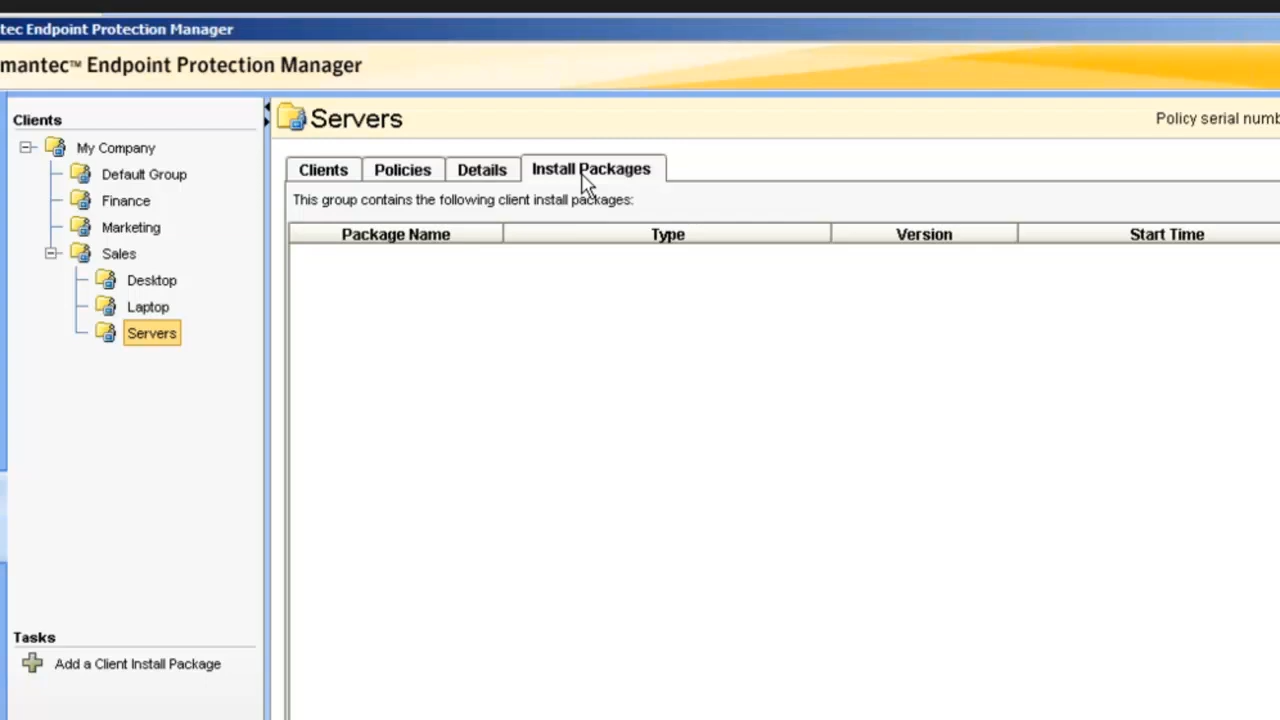 tec Endpoint Protection Manager
mantec™ Endpoint Protection Manager
Clients
My Company
Default Group
Finance
Marketing
Sales
Desktop
Laptop
Servers
Tasks
Add a Client Install Package
Servers
Policy serial numb
Clients Policies Details Install Packages
This group contains the following client install packages:
Package Name Type Version Start Time